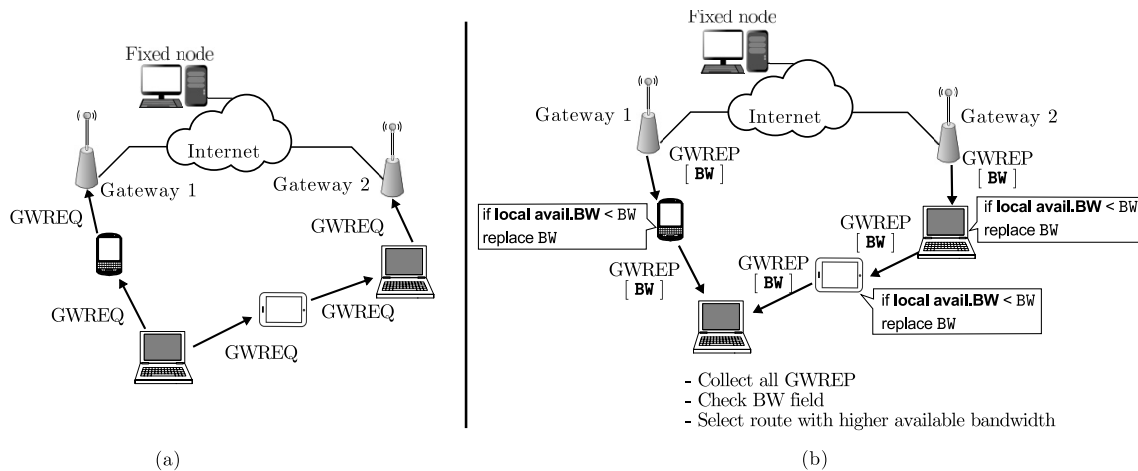 Fixed node
Internet
Gateway 1
Gateway 2
GWREQ
GWREQ
GWREQ
GWREQ
GWREQ
(a)
Fixed node
Gateway 1
Internet
Gateway 2
GWREP
[ BW ]
GWREP
[ BW ]
if local avail.BW < BW
replace BW
if local avail.BW < BW
replace BW
GWREP
[ BW ]
GWREP
[ BW ]
GWREP
[ BW ]
if local avail.BW < BW
replace BW
- Collect all GWREP
- Check BW field
- Select route with higher available bandwidth
(b)